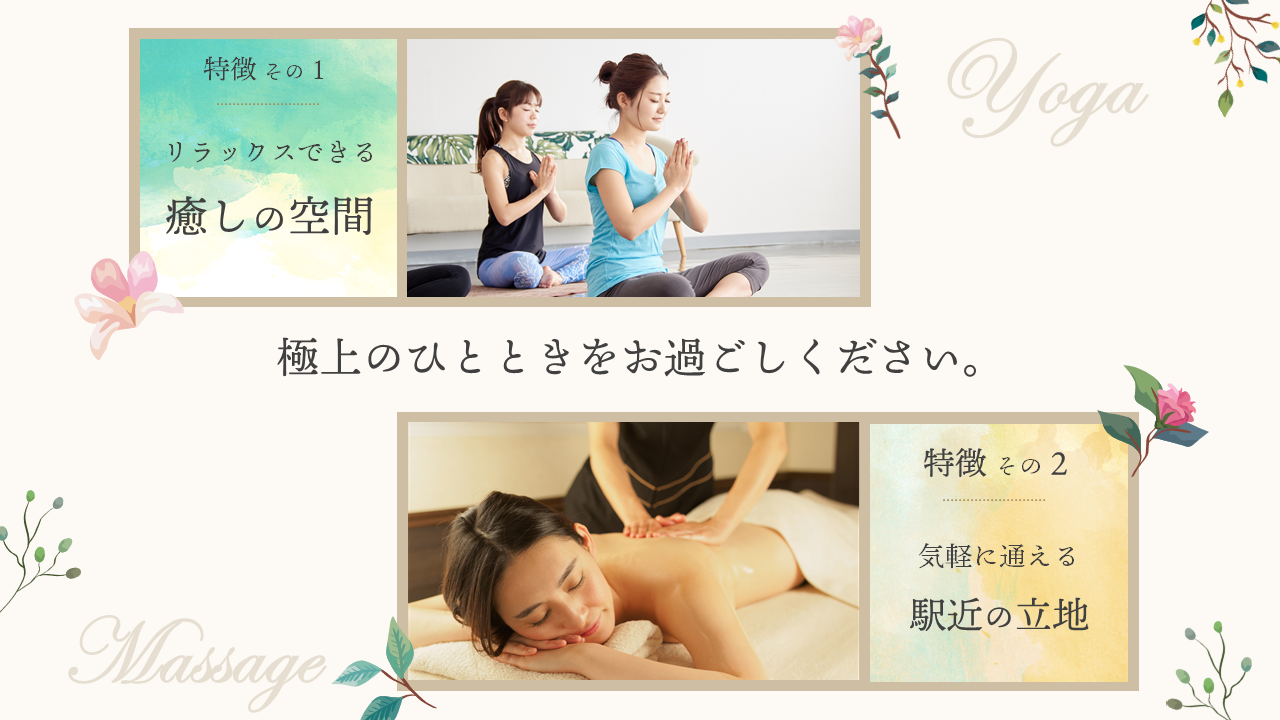 特徴 その 1
リラックスできる
癒しの空間
Yoga
極上のひとときをお過ごしください。
特徴 その 2
気軽に通える
駅近の立地
Massage